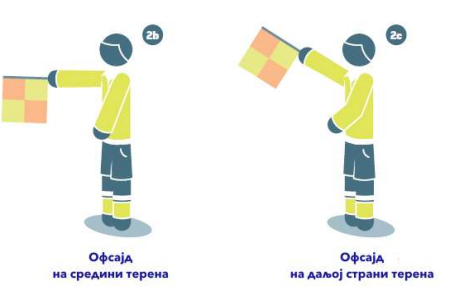 2b
2c
Офсајд
на средини терена
Офсајд
на даљој страни терена